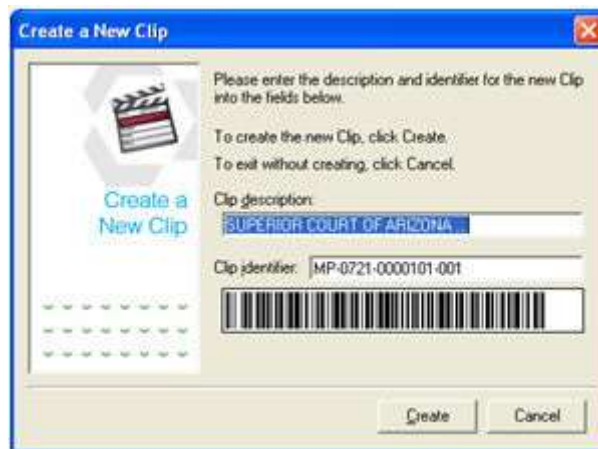 Create a New Clip
Please enter the description and identifier for the new Clip
into the fields below.
To create the new Clip, click Create.
To exit without creating, click Cancel.
Create a
New Clip
Clip description:
SUPERIOR COURT OF ARIZONA ...
Clip identifier: MP-0721-0000101-001
Create
Cancel